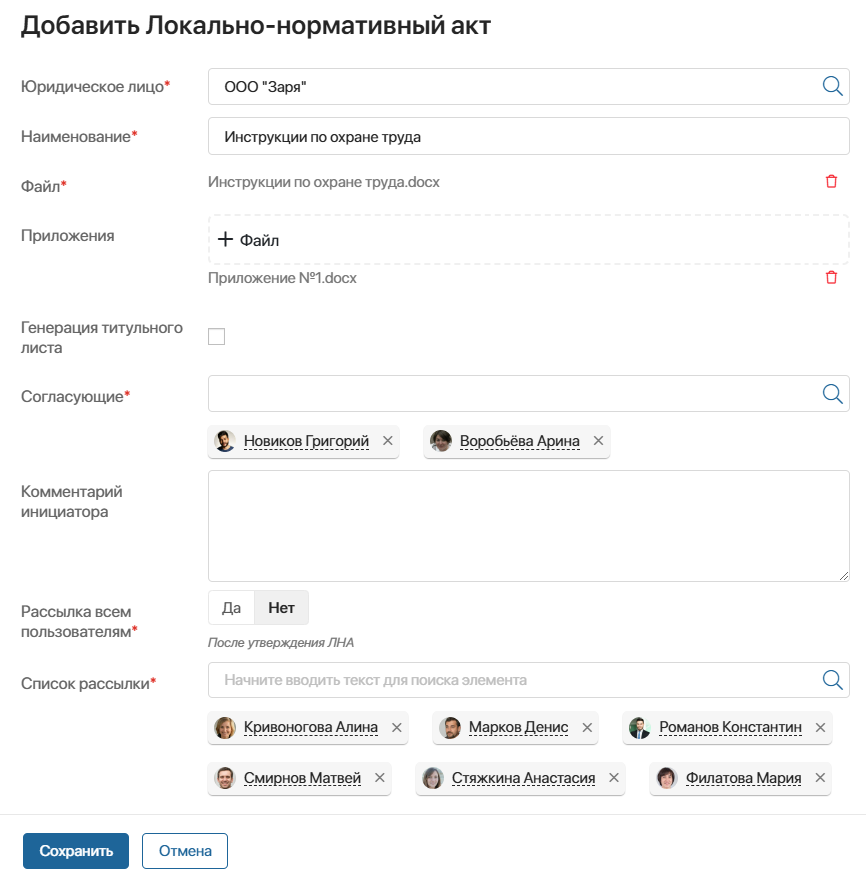 Добавить Локально-нормативный акт
Юридическое лицо*
ООО "Заря"
Наименование*
Инструкции по охране труда
Файл*
Инструкции по охране труда.docx
Приложения
+ Файл
Приложение №1.docx
Генерация титульного
листа
Согласующие*
Новиков Григорий × Воробьёва Арина ×
Комментарий
инициатора
Рассылка всем
пользователям*
Да Нет
После утверждения ЛНА
Список рассылки*
Начните вводить текст для поиска элемента
Кривоногова Алина × Марков Денис × Романов Константин ×
Смирнов Матвей × Стяжкина Анастасия × Филатова Мария ×
Сохранить Отмена